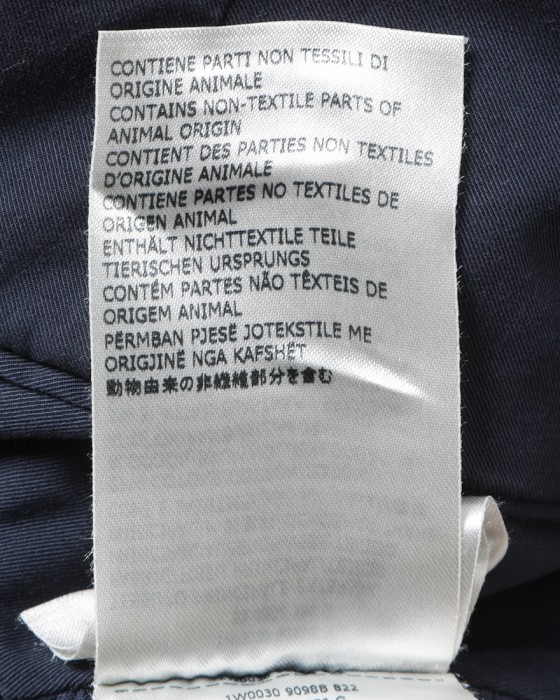 CONTIENE PARTI NON TESSILI DI
ORIGINE ANIMALE
CONTAINS NON-TEXTILE PARTS OF
ANIMAL ORIGIN
CONTIENT DES PARTIES NON TEXTILES
D'ORIGINE ANIMALE
CONTIENE PARTES NO TEXTILES DE
ORIGEN ANIMAL
ENTHÄLT NICHTTEXTILE TEILE
TIERISCHEN URSPRUNGS
CONTÉM PARTES NÃO TÊXTEIS DE
ORIGEM ANIMAL
PËRMBAN PJESË JOTEKSTILE ME
ORIGJINË NGA KAFSHËT
動物由来の非繊維部分を含む
1W0030 9098B 822